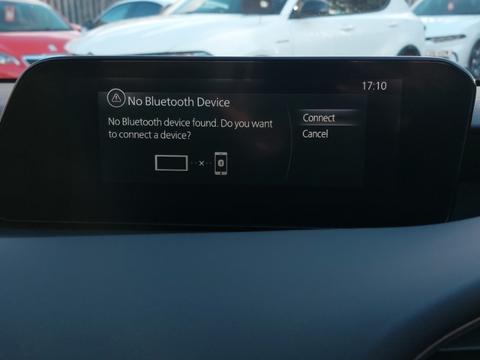 17:10
No Bluetooth Device
No Bluetooth device found. Do you want
to connect a device?
Connect
Cancel